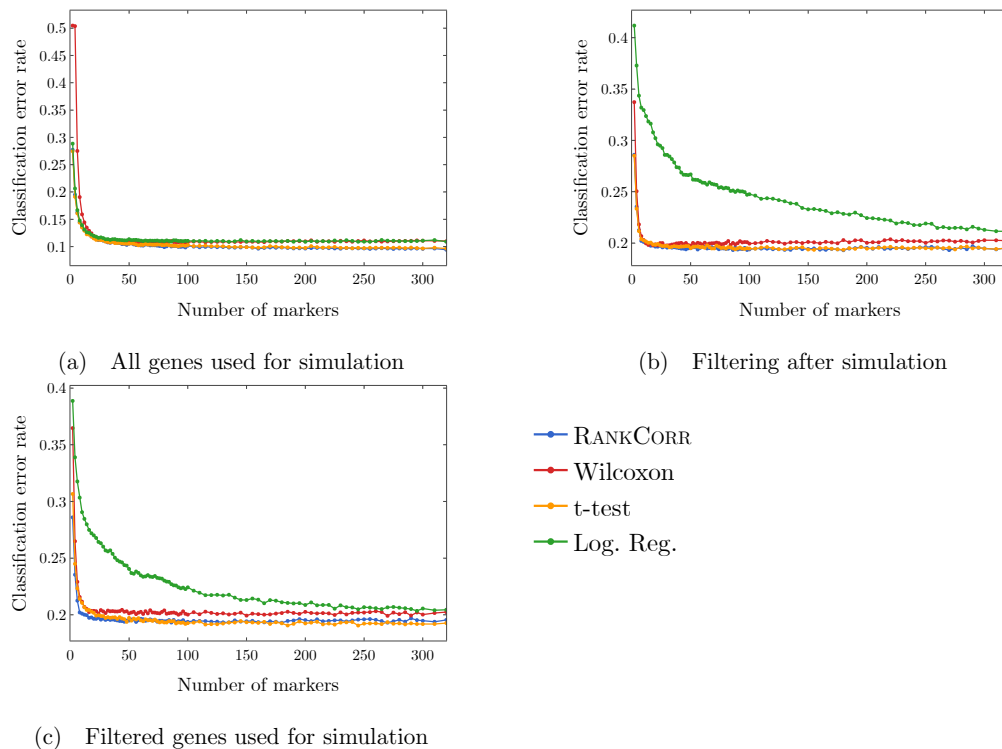 Classification error rate
0.5
0.45
0.4
0.35
0.3
0.25
0.2
0.15
0.1
0 50 100 150 200 250 300
Number of markers
(a) All genes used for simulation
Classification error rate
0.4
0.35
0.3
0.25
0.2
0 50 100 150 200 250 300
Number of markers
(b) Filtering after simulation
Classification error rate
0.4
0.35
0.3
0.25
0.2
0 50 100 150 200 250 300
Number of markers
(c) Filtered genes used for simulation
RANKCORR
Wilcoxon
t-test
Log. Reg.